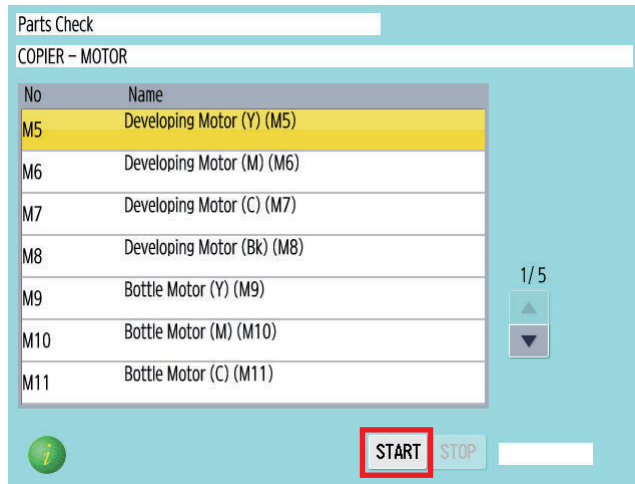 Parts Check
COPIER – MOTOR
No Name
M5 Developing Motor (Y) (M5)
M6 Developing Motor (M) (M6)
M7 Developing Motor (C) (M7)
M8 Developing Motor (Bk) (M8)
M9 Bottle Motor (Y) (M9)
M10 Bottle Motor (M) (M10)
M11 Bottle Motor (C) (M11)
1/5
i START STOP